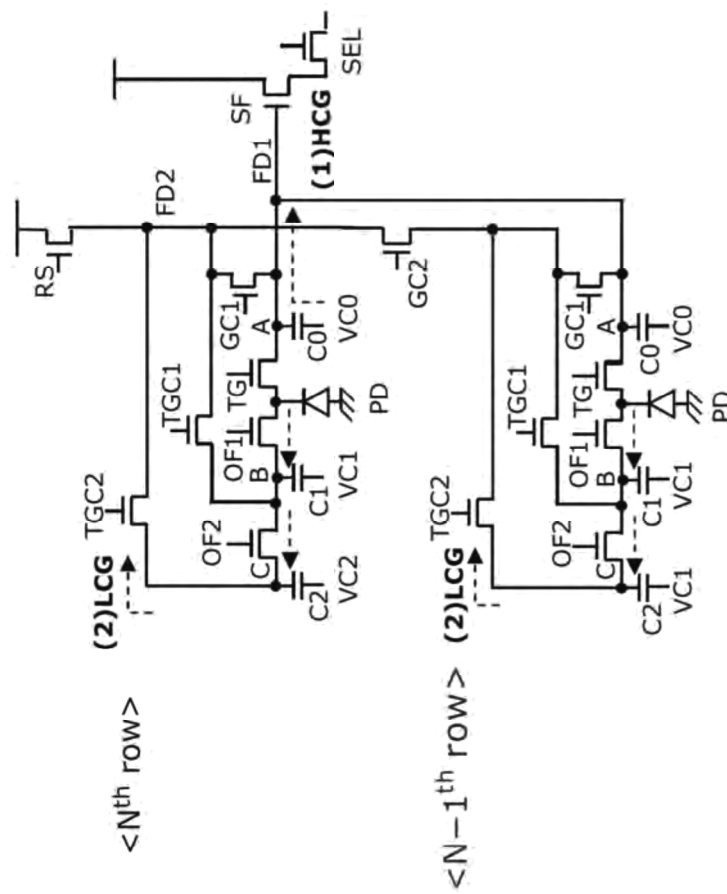 SEL
SF
(1)HCG
FD1
FD2
RS
GC1
A
C0
VC0
GC2
TGC1
TG
PD
OF1
B
C1
VC1
TGC2
OF2
C
C2
VC2
(2)LCG
<Nth row>
GC1
A
C0
VC0
TGC1
TG
PD
OF1
B
C1
VC1
TGC2
OF2
C
C2
VC1
(2)LCG
<N−1th row>